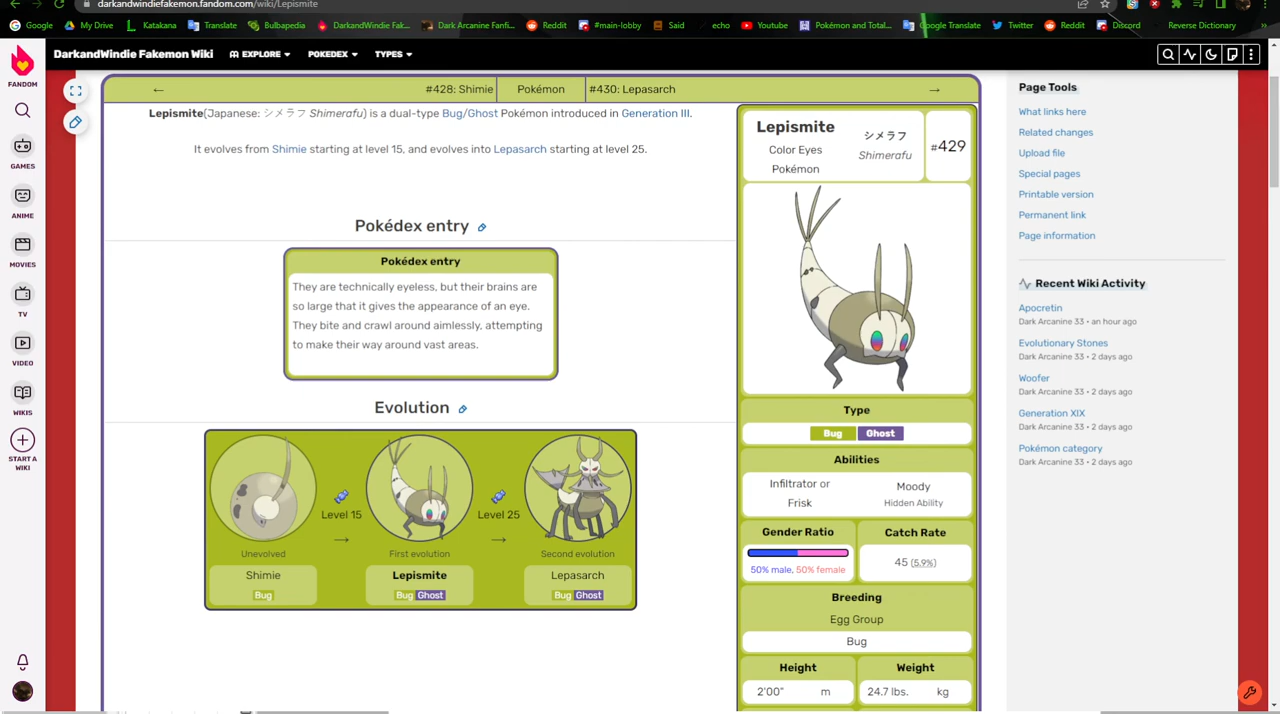 darkandwindiefakemon.fandom.com/wiki/Lepismite
Google
My Drive
Katakana
Translate
Bulbapedia
DarkandWindie Fak...
Dark Arcanine Fanfi...
Reddit
#main-lobby
Said
echo
YouTube
Pokémon and Total...
Google Translate
Twitter
Reddit
Discord
Reverse Dictionary
DarkandWindie Fakemon Wiki
EXPLORE
POKEDEX
TYPES
FANDOM
GAMES
ANIME
MOVIES
TV
VIDEO
WIKIS
START A
WIKI
← #428: Shimie Pokémon #430: Lepasarch →
Lepismite(Japanese: シメラフ Shimerafu) is a dual-type Bug/Ghost Pokémon introduced in Generation III.
It evolves from Shimie starting at level 15, and evolves into Lepasarch starting at level 25.
Pokédex entry
Pokédex entry
They are technically eyeless, but their brains are
so large that it gives the appearance of an eye.
They bite and crawl around aimlessly, attempting
to make their way around vast areas.
Evolution
Level 15
→
Level 25
→
Unevolved
First evolution
Second evolution
Shimie
Lepismite
Lepasarch
Bug
Bug Ghost
Bug Ghost
Lepismite
Color Eyes
Pokémon
シメラフ
Shimerafu
#429
Type
Bug Ghost
Abilities
Infiltrator or
Frisk
Moody
Hidden Ability
Gender Ratio
50% male, 50% female
Catch Rate
45 (5.9%)
Breeding
Egg Group
Bug
Height
2'00" m
Weight
24.7 lbs. kg
Page Tools
What links here
Related changes
Upload file
Special pages
Printable version
Permanent link
Page information
Recent Wiki Activity
Apocretin
Dark Arcanine 33 • an hour ago
Evolutionary Stones
Dark Arcanine 33 • 2 days ago
Woofer
Dark Arcanine 33 • 2 days ago
Generation XIX
Dark Arcanine 33 • 2 days ago
Pokémon category
Dark Arcanine 33 • 2 days ago